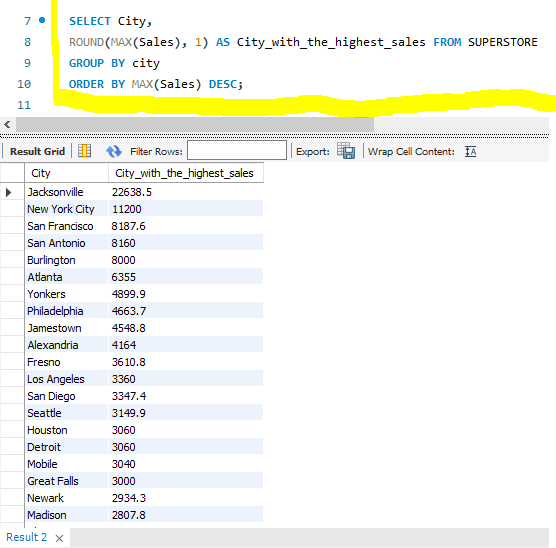 7 SELECT City,
8 ROUND(MAX(Sales), 1) AS City_with_the_highest_sales FROM SUPERSTORE
9 GROUP BY city
10 ORDER BY MAX(Sales) DESC;
11
Result Grid Filter Rows: Export: Wrap Cell Content: IA
City City_with_the_highest_sales
Jacksonville 22638.5
New York City 11200
San Francisco 8187.6
San Antonio 8160
Burlington 8000
Atlanta 6355
Yonkers 4899.9
Philadelphia 4663.7
Jamestown 4548.8
Alexandria 4164
Fresno 3610.8
Los Angeles 3360
San Diego 3347.4
Seattle 3149.9
Houston 3060
Detroit 3060
Mobile 3040
Great Falls 3000
Newark 2934.3
Madison 2807.8
Result 2 ×